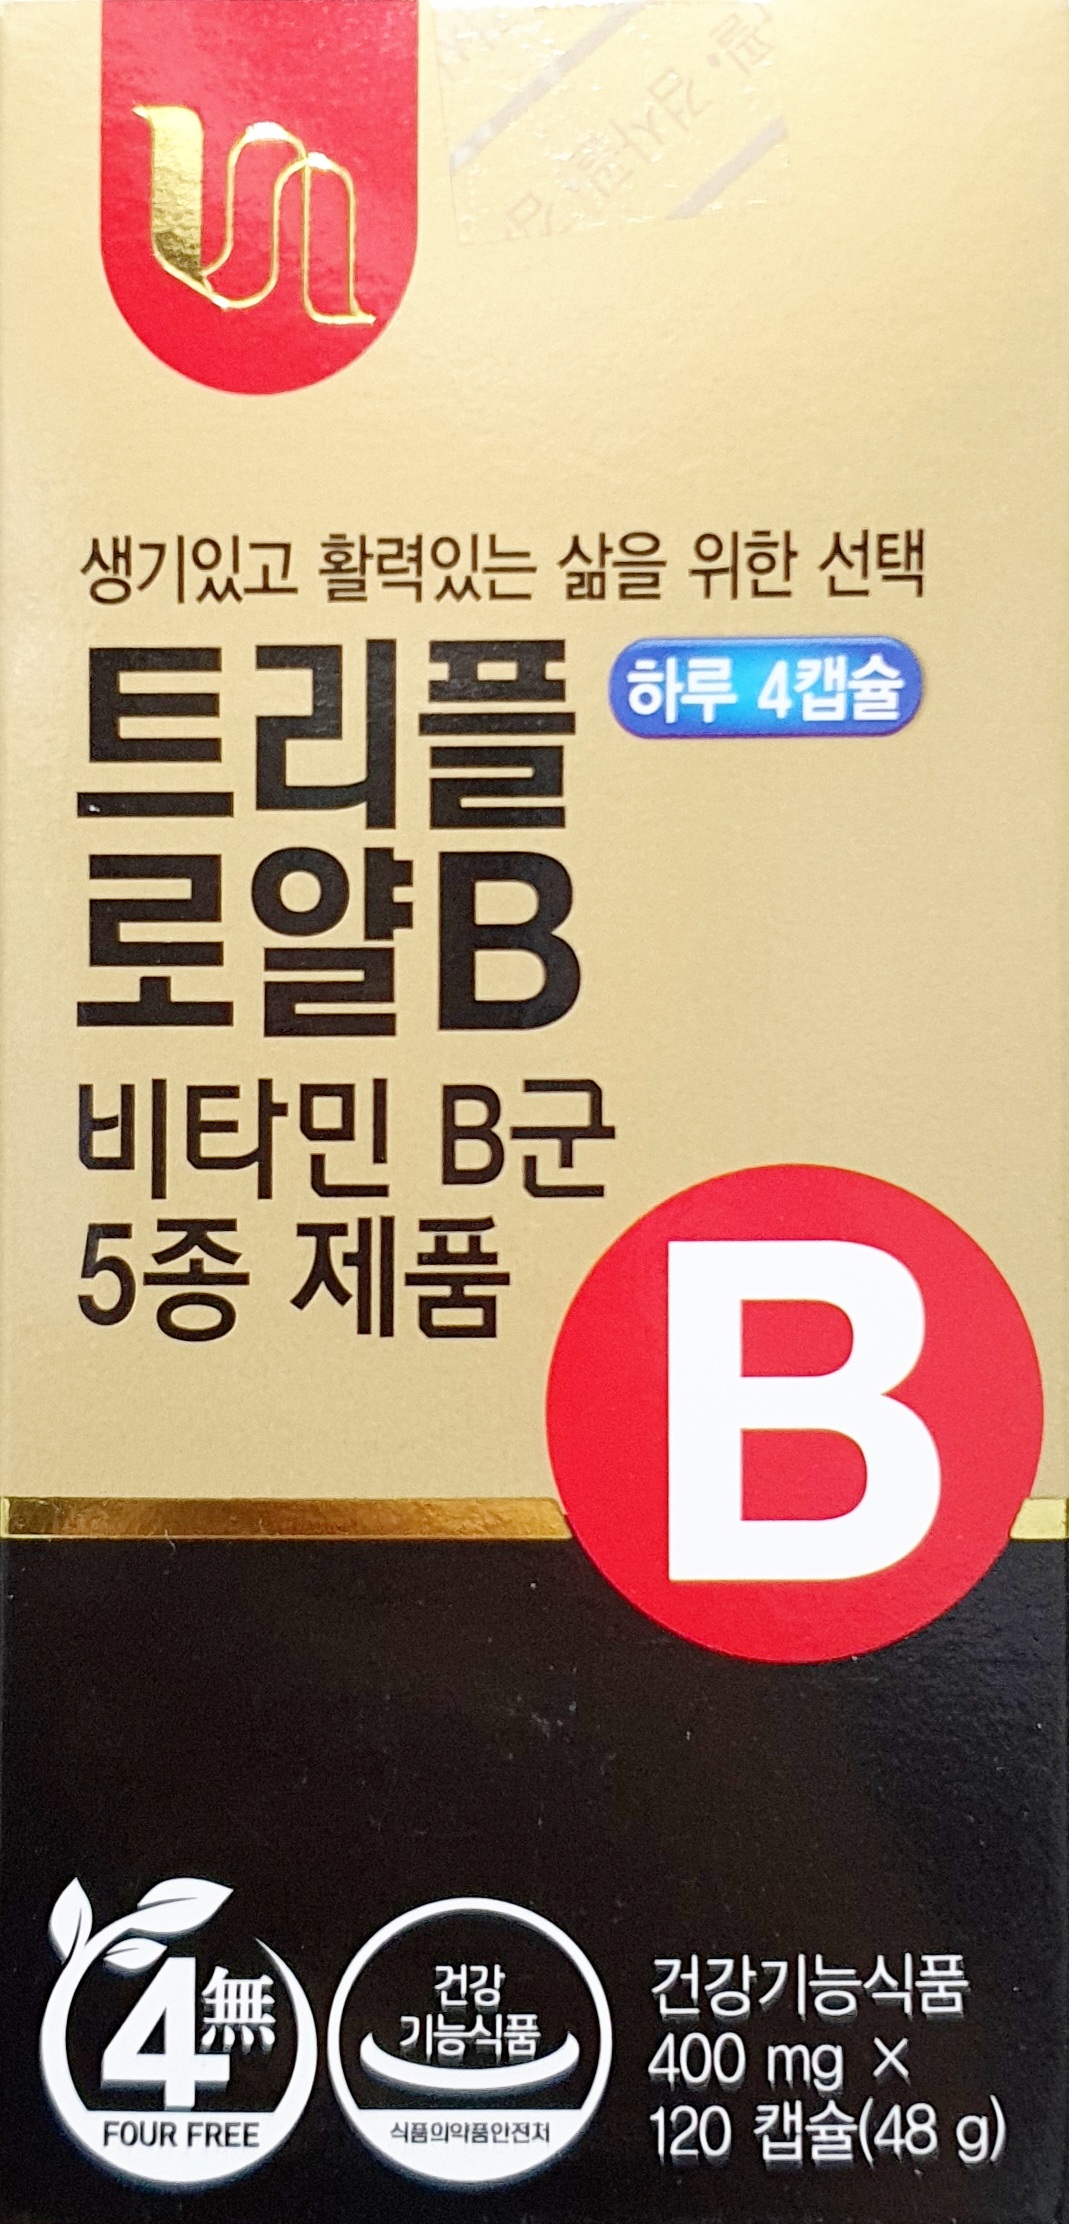 생기있고 활력있는 삶을 위한 선택
트리플
하루 4캡슐
로얄B
비타민 B군
5종 제품
B
4無
FOUR FREE
건강
기능식품
식품의약품안전처
건강기능식품
400 mg ×
120 캡슐(48 g)